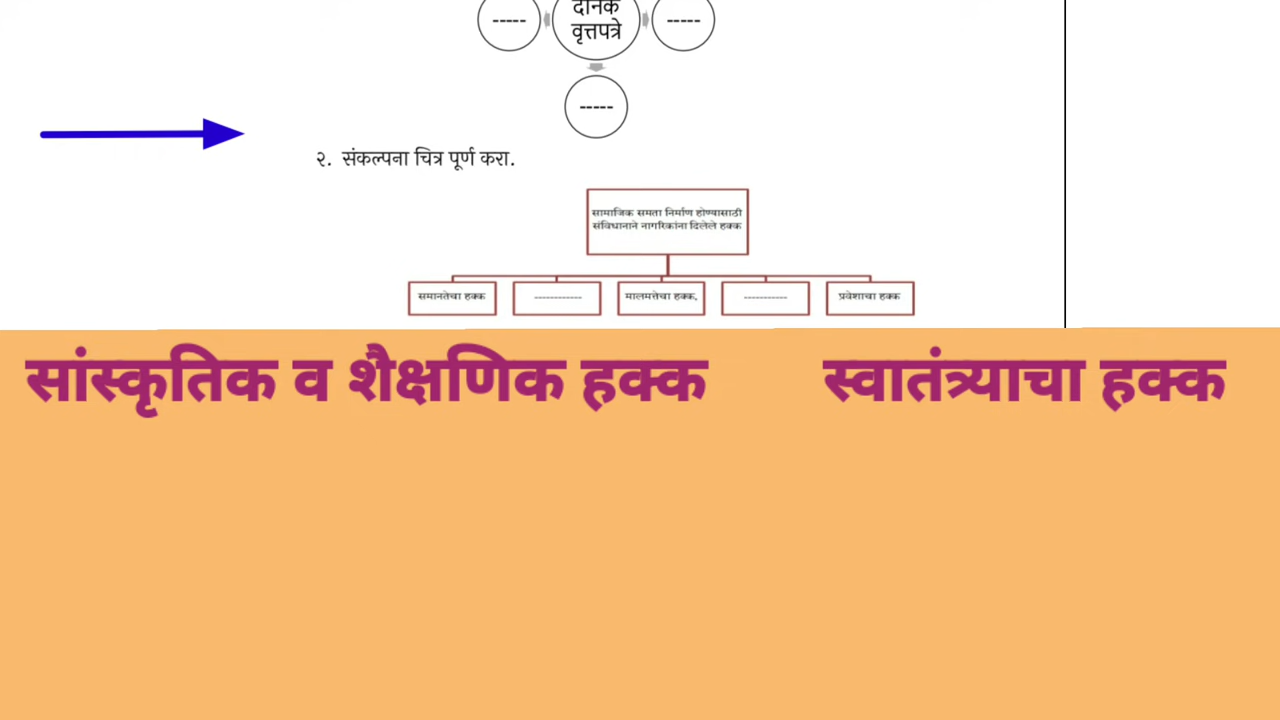 दैनिक
----- वृत्तपत्रे -----
-----
२. संकल्पना चित्र पूर्ण करा.
सामाजिक समता निर्माण होण्यासाठी
संविधानाने नागरिकांना दिलेले हक्क
समानतेचा हक्क ------------ मालमत्तेचा हक्क, ----------- प्रवेशाचा हक्क
सांस्कृतिक व शैक्षणिक हक्क स्वातंत्र्याचा हक्क